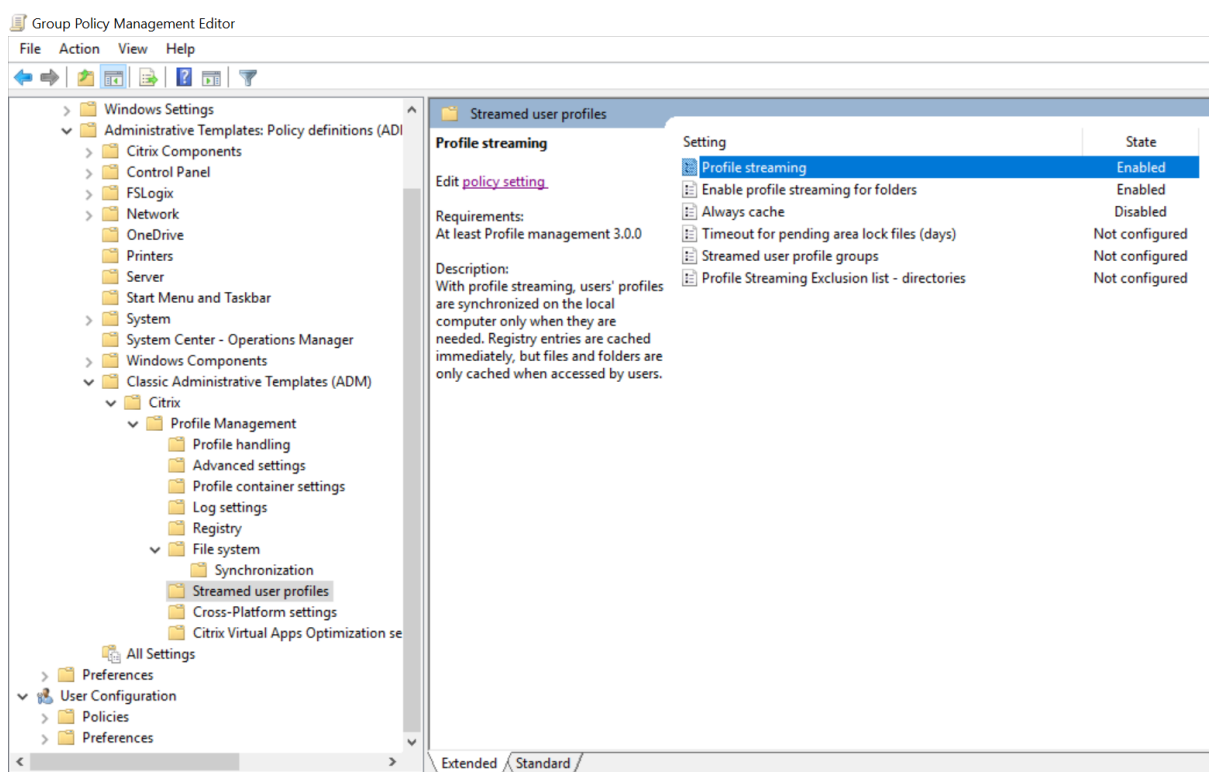 Group Policy Management Editor
File Action View Help
Windows Settings
Administrative Templates: Policy definitions (ADI
Citrix Components
Control Panel
FSLogix
Network
OneDrive
Printers
Server
Start Menu and Taskbar
System
System Center - Operations Manager
Windows Components
Classic Administrative Templates (ADM)
Citrix
Profile Management
Profile handling
Advanced settings
Profile container settings
Log settings
Registry
File system
Synchronization
Streamed user profiles
Cross-Platform settings
Citrix Virtual Apps Optimization se
All Settings
Preferences
User Configuration
Policies
Preferences
Streamed user profiles
Profile streaming
Edit policy setting
Requirements:
At least Profile management 3.0.0
Description:
With profile streaming, users' profiles
are synchronized on the local
computer only when they are
needed. Registry entries are cached
immediately, but files and folders are
only cached when accessed by users.
Setting State
Profile streaming Enabled
Enable profile streaming for folders Enabled
Always cache Disabled
Timeout for pending area lock files (days) Not configured
Streamed user profile groups Not configured
Profile Streaming Exclusion list - directories Not configured
Extended Standard